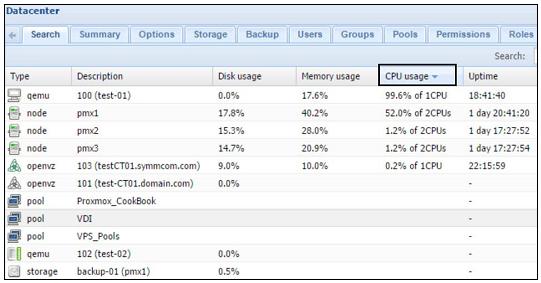 Datacenter
Search Summary Options Storage Backup Users Groups Pools Permissions Roles
Search:
Type Description Disk usage Memory usage CPU usage Uptime
qemu 100 (test-01) 0.0% 17.6% 99.6% of 1CPU 18:41:40
node pmx1 17.8% 40.2% 52.0% of 2CPUs 1 day 20:41:20
node pmx2 15.3% 28.0% 1.2% of 2CPUs 1 day 17:27:52
node pmx3 14.7% 20.9% 1.2% of 2CPUs 1 day 17:27:54
openvz 103 (testCT01.symmcom.com) 9.0% 10.0% 0.2% of 1CPU 22:15:59
openvz 101 (test-CT01.domain.com) 0.0% -
pool Proxmox_CookBook -
pool VDI -
pool VPS_Pools -
qemu 102 (test-02) 0.0% -
storage backup-01 (pmx1) 0.5% -